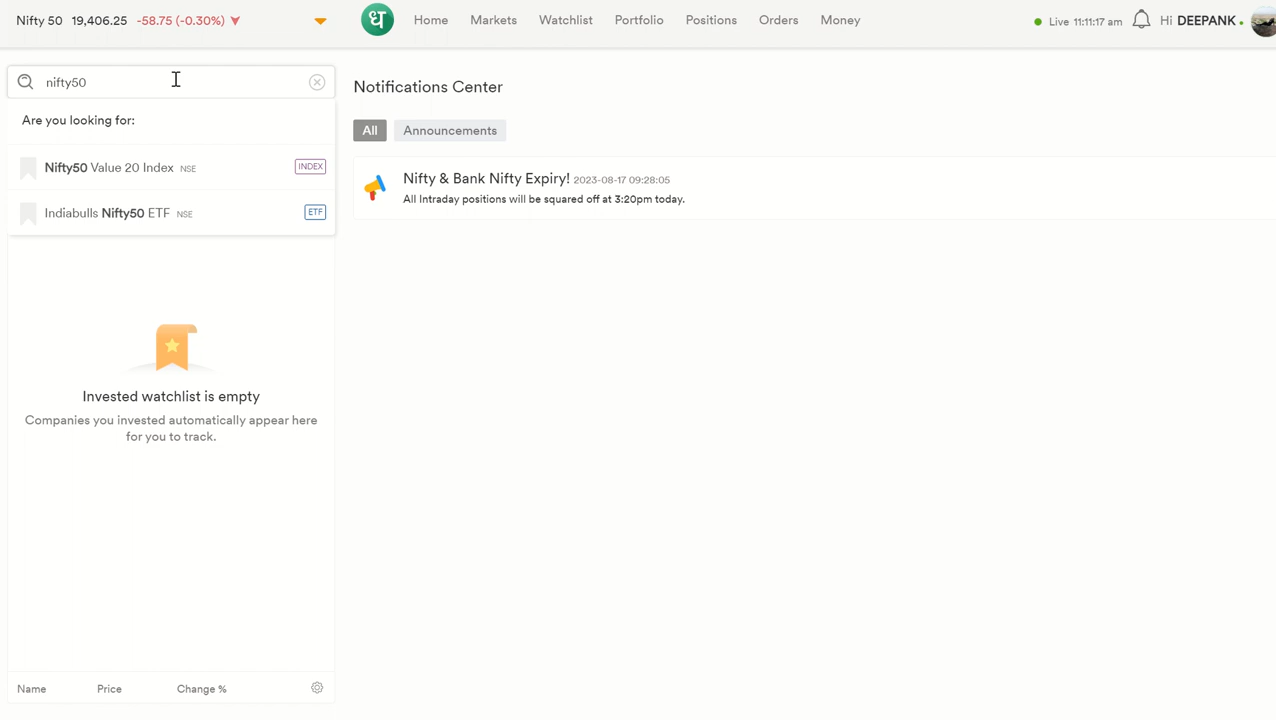 Nifty 50 19,406.25 -58.75 (-0.30%)
ध
Home Markets Watchlist Portfolio Positions Orders Money
Live 11:11:17 am
Hi DEEPANK
nifty50
Are you looking for:
Nifty50 Value 20 Index NSE INDEX
Indiabulls Nifty50 ETF NSE ETF
Invested watchlist is empty
Companies you invested automatically appear here
for you to track.
Name Price Change %
Notifications Center
All Announcements
Nifty & Bank Nifty Expiry! 2023-08-17 09:28:05
All Intraday positions will be squared off at 3:20pm today.